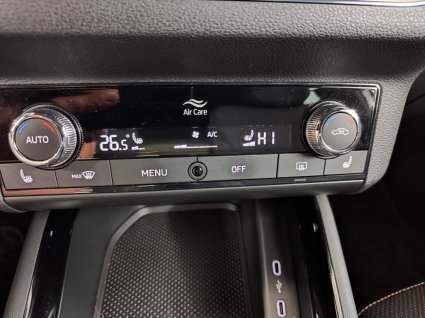 Air Care
AUTO
26.5°
A/C
HI
MAX
MENU
OFF